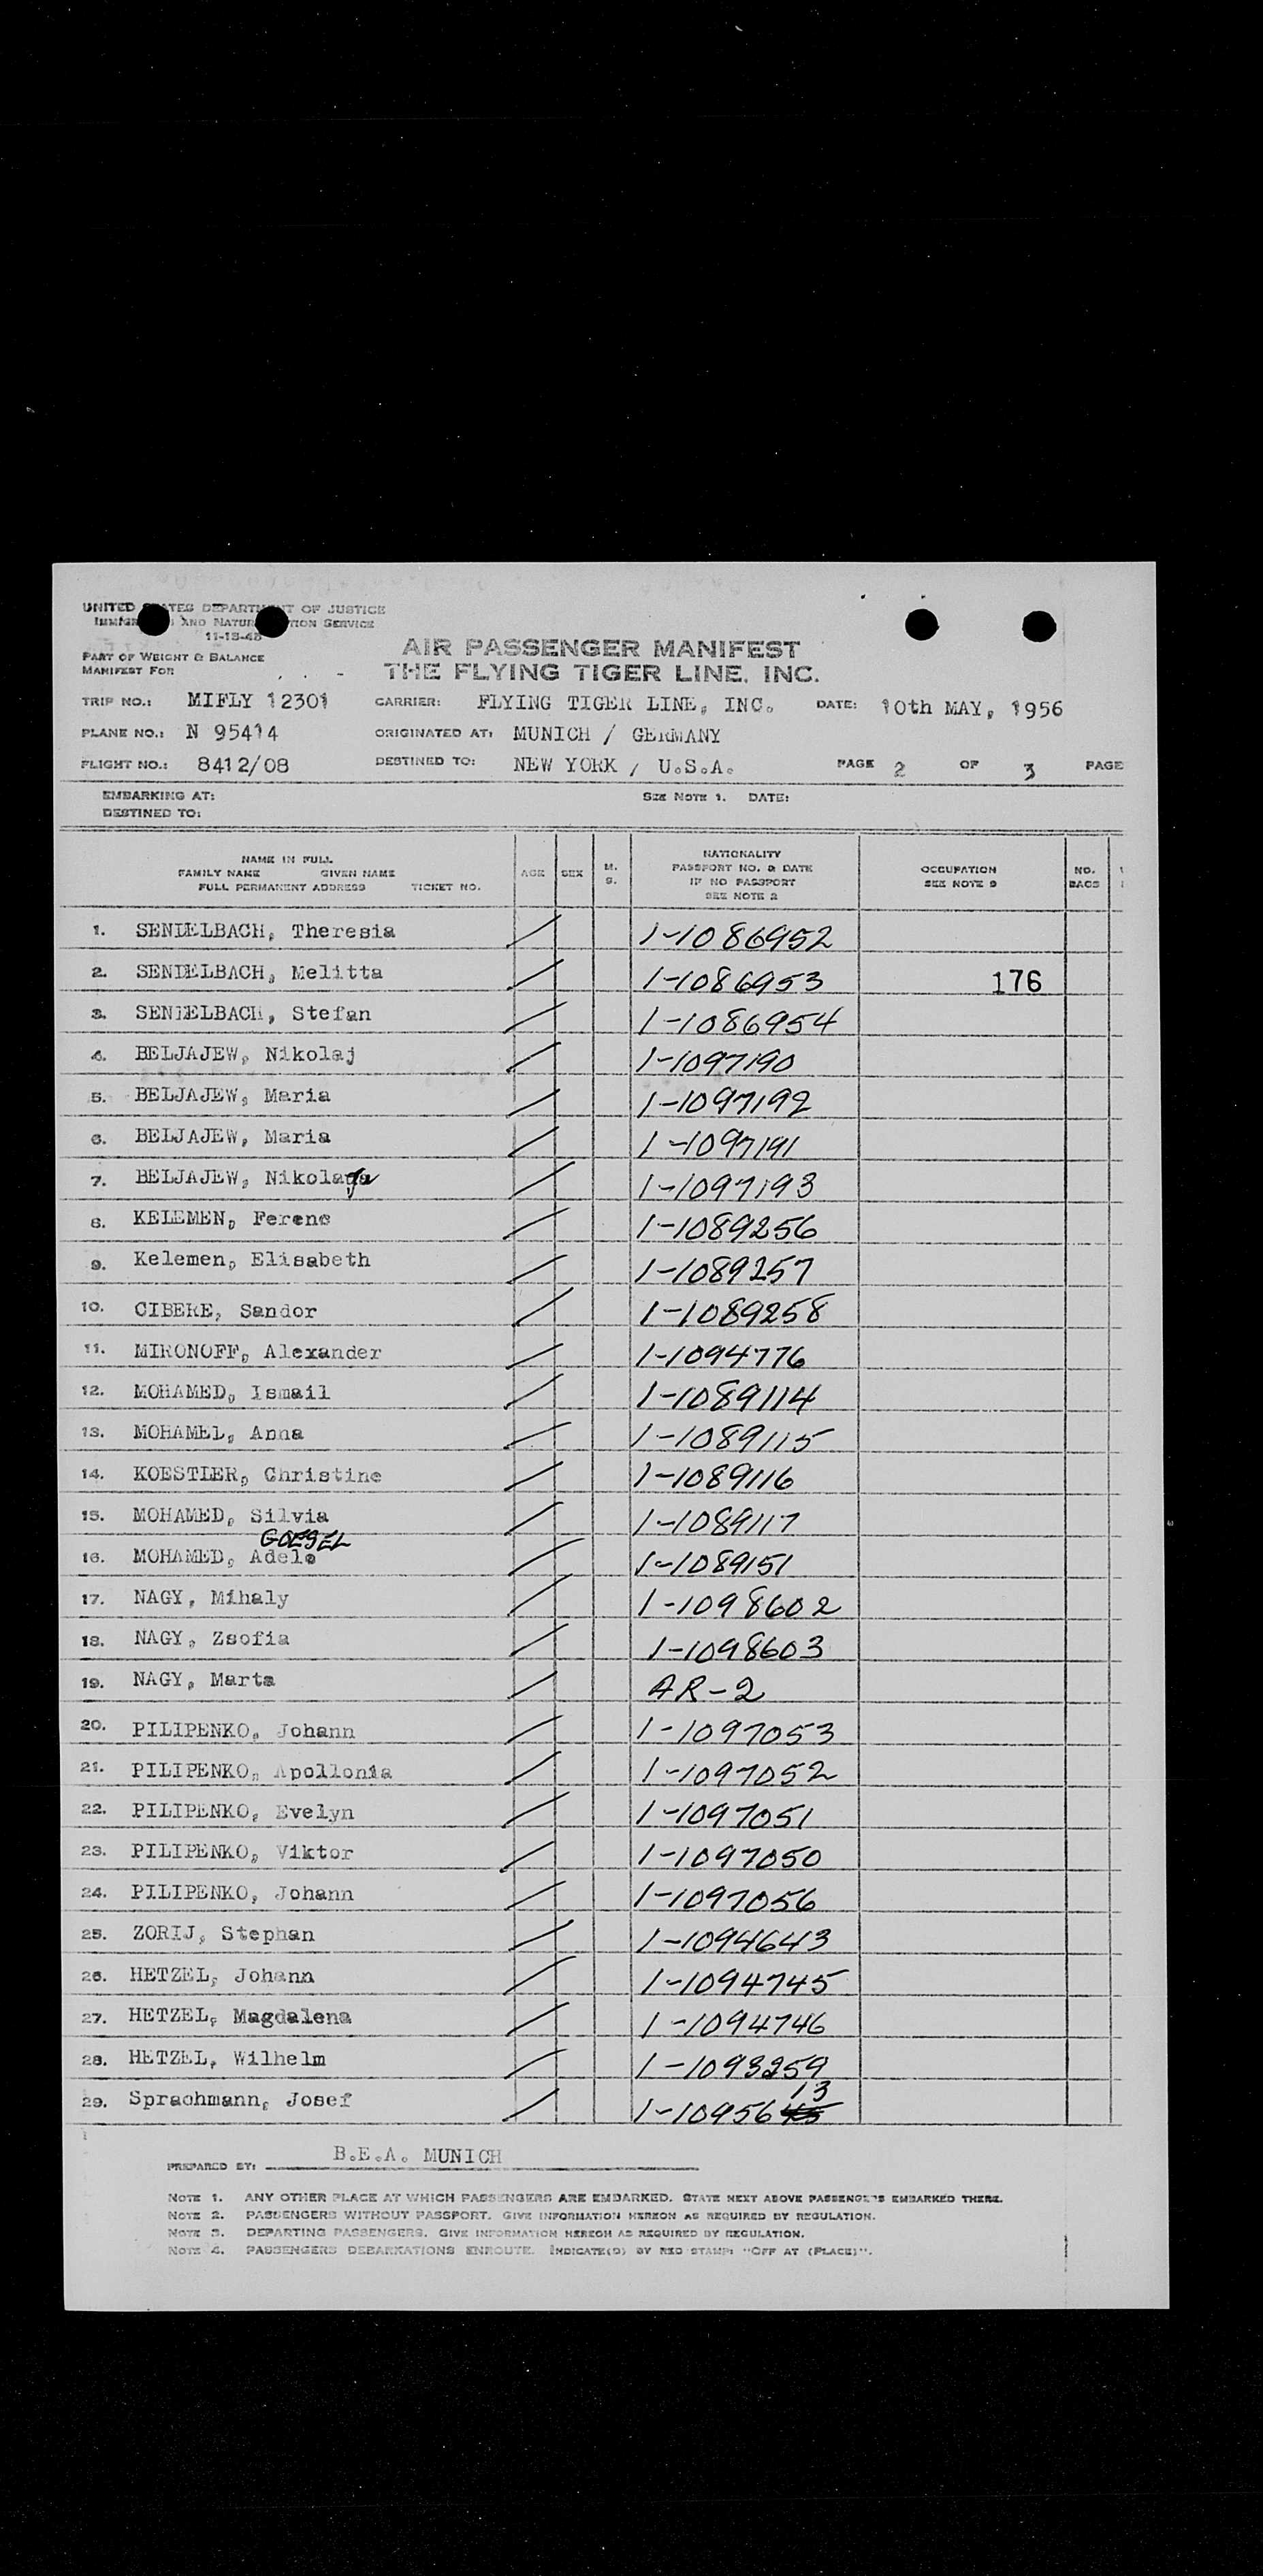 UNITED STATES DEPARTMENT OF JUSTICE
IMMIGRATION AND NATURALIZATION SERVICE
11-18-48
AIR PASSENGER MANIFEST
PART OF WEIGHT & BALANCE
MANIFEST FOR
THE FLYING TIGER LINE, INC.
TRIP NO.: MIFLY 12301 CARRIER: FLYING TIGER LINE, INC. DATE: 10th MAY, 1956
PLANE NO.: N 95414 ORIGINATED AT: MUNICH / GERMANY
FLIGHT NO.: 8412/08 DESTINED TO: NEW YORK / U.S.A. PAGE 2 OF 3 PAGE
EMBARKING AT: SEE NOTE 1. DATE:
DESTINED TO:
NAME IN FULL
FAMILY NAME GIVEN NAME
FULL PERMANENT ADDRESS TICKET NO.
AGE SEX M. S.
NATIONALITY
PASSPORT NO. & DATE
IF NO PASSPORT
SEE NOTE 2
OCCUPATION
SEE NOTE 3
NO.
BAGS
1. SENDELBACH, Theresia / 1-1086952
2. SENDELBACH, Melitta / 1-1086953 176
3. SENDELBACH, Stefan / 1-1086954
4. BELJAJEW, Nikolaj / 1-1097190
5. BELJAJEW, Maria / 1-1097192
6. BELJAJEW, Maria / 1-1097191
7. BELJAJEW, Nikolaja / 1-1097193
8. KELEMEN, Ferenc / 1-1089256
9. Kelemen, Elisabeth / 1-1089257
10. CIBERE, Sandor / 1-1089258
11. MIRONOFF, Alexander / 1-1094776
12. MOHAMED, Ismail / 1-1089114
13. MOHAMED, Anna / 1-1089115
14. KOESTLER, Christine / 1-1089116
15. MOHAMED, Silvia / 1-1089117
GOESEL
16. MOHAMED, Adele / 1-1089151
17. NAGY, Mihaly / 1-1098602
18. NAGY, Zsofia / 1-1098603
19. NAGY, Marta / AR-2
20. PILIPENKO, Johann / 1-1097053
21. PILIPENKO, Apollonia / 1-1097052
22. PILIPENKO, Evelyn / 1-1097051
23. PILIPENKO, Viktor / 1-1097050
24. PILIPENKO, Johann / 1-1097056
25. ZORIJ, Stephan / 1-1094643
26. HETZEL, Johann / 1-1094745
27. HETZEL, Magdalena / 1-1094746
28. HETZEL, Wilhelm / 1-1093259
13
29. Sprachmann, Josef / 1-10956
PREPARED BY: B.E.A. MUNICH
NOTE 1. ANY OTHER PLACE AT WHICH PASSENGERS ARE EMBARKED. STATE NEXT ABOVE PASSENGERS EMBARKED THERE.
NOTE 2. PASSENGERS WITHOUT PASSPORT. GIVE INFORMATION HEREON AS REQUIRED BY REGULATION.
NOTE 3. DEPARTING PASSENGERS. GIVE INFORMATION HEREON AS REQUIRED BY REGULATION.
NOTE 4. PASSENGERS DEBARKATIONS ENROUTE. INDICATE(D) BY RED STAMP: "OFF AT (PLACE)".